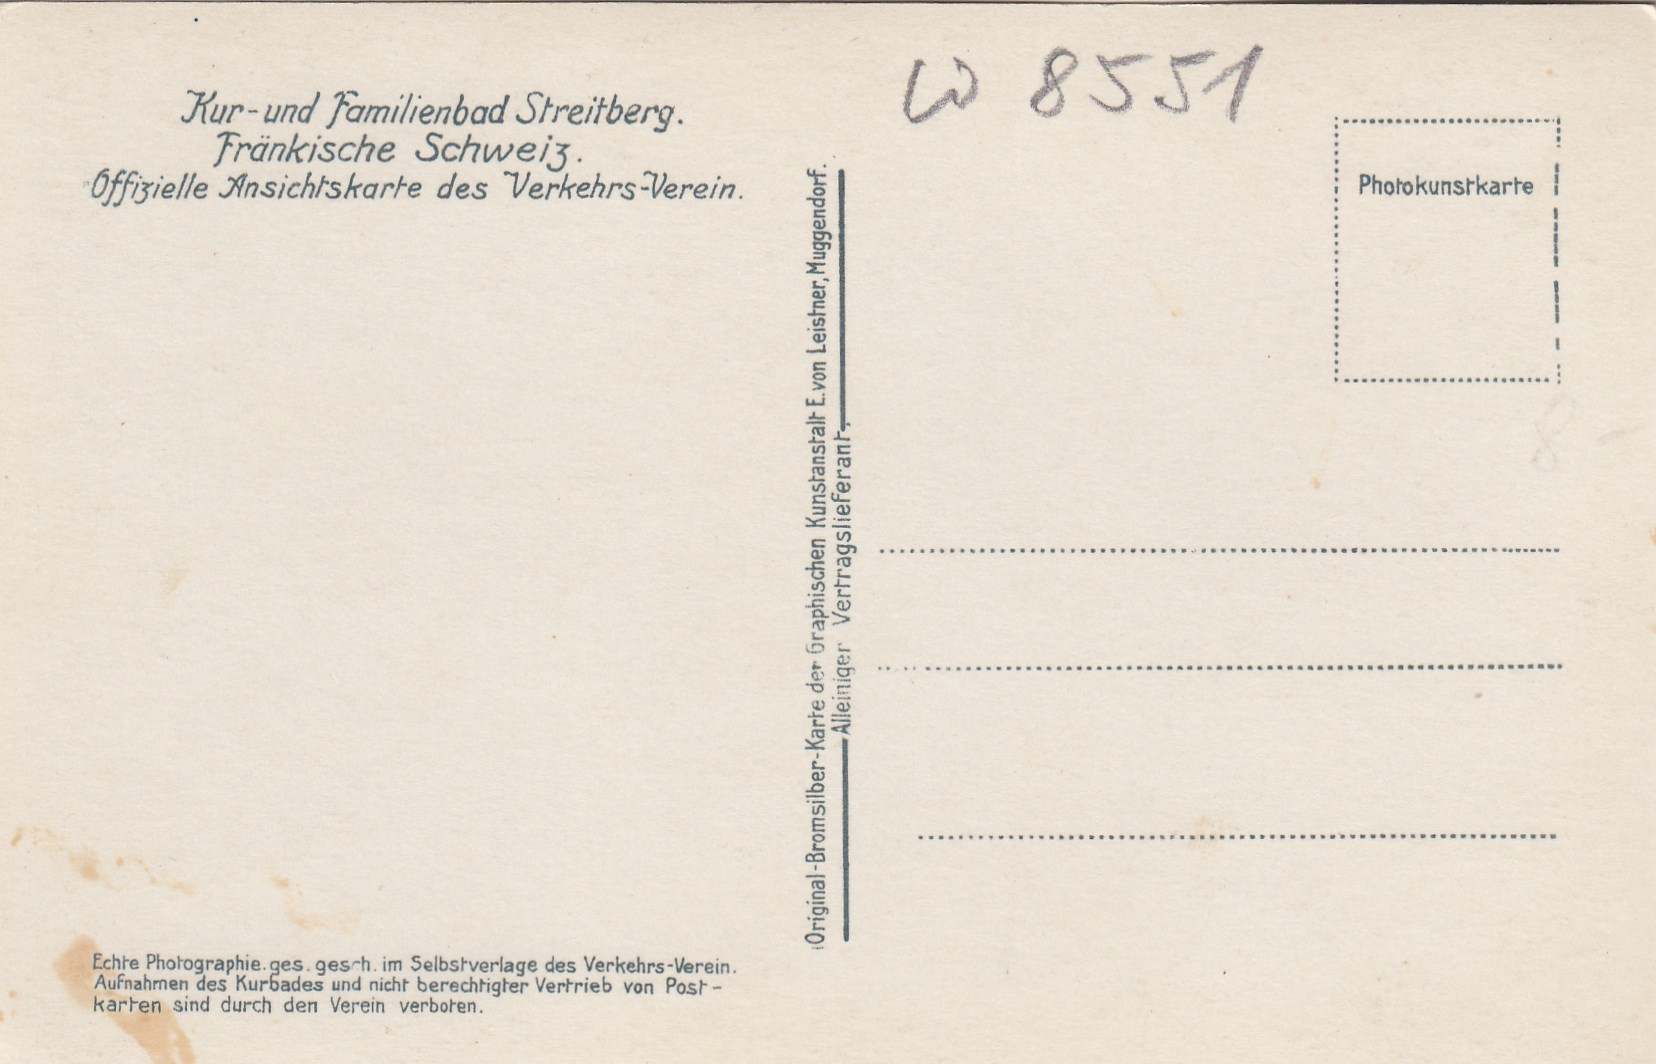 Kur- und Familienbad Streitberg.
Fränkische Schweiz.
Offizielle Ansichtskarte des Verkehrs-Verein.
W 8551
Photokunstkarte
Original-Bromsilber-Karte der Graphischen Kunstanstalt E. von Leistner, Muggendorf.
Alleiniger Vertragslieferant.
Echte Photographie. ges. gesch. im Selbstverlage des Verkehrs-Verein.
Aufnahmen des Kurbades und nicht berechtigter Vertrieb von Post-
karten sind durch den Verein verboten.